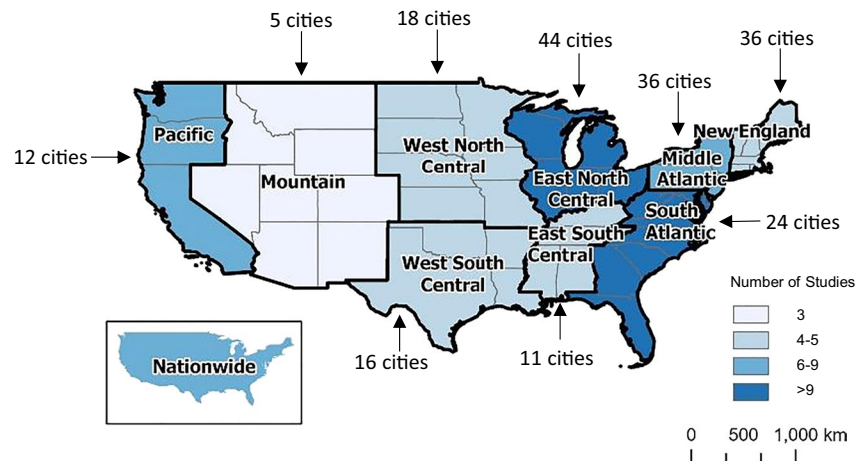 5 cities
18 cities
44 cities
36 cities
36 cities
12 cities
Pacific
Mountain
West North
Central
East North
Central
New England
Middle
Atlantic
South
Atlantic
24 cities
East South
Central
West South
Central
16 cities
11 cities
Nationwide
Number of Studies
3
4-5
6-9
>9
0 500 1,000 km